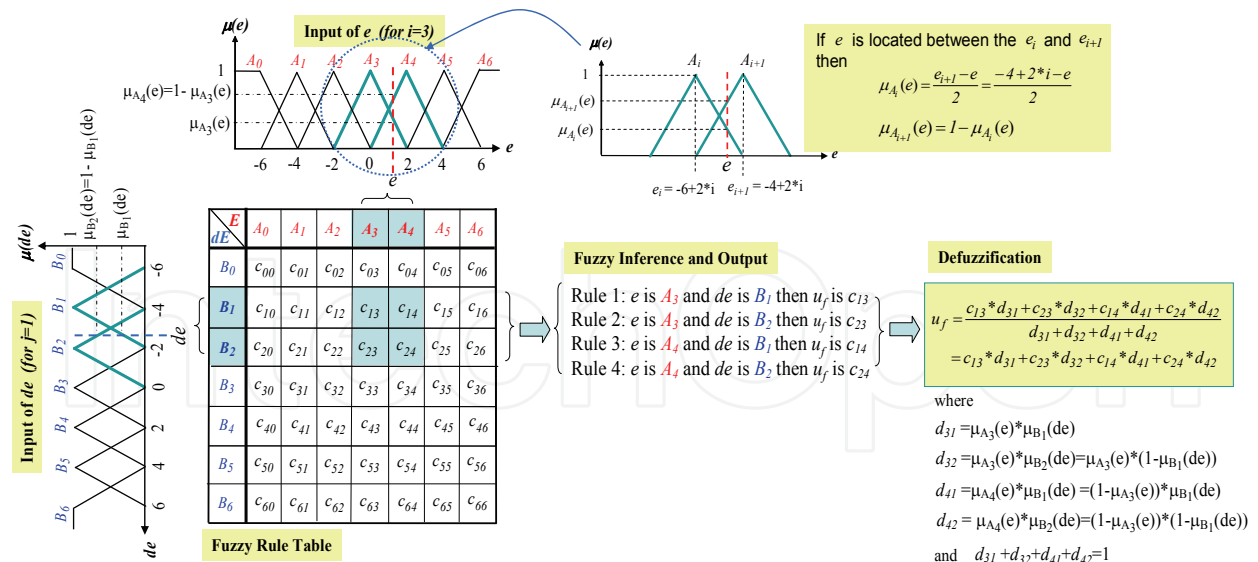 Input of e (for i=3)
μ(e)
A0 A1 A2 A3 A4 A5 A6
1
μA4(e)=1- μA3(e)
μA3(e)
-6 -4 -2 0 2 4 6 e
e
μ(e)
Ai Ai+1
1
μAi+1(e)
μAi(e)
e
e
ei = -6+2*i
ei+1 = -4+2*i
If e is located between the ei and ei+1
then
μAi(e) = (ei+1 − e)/2 = (−4+2*i−e)/2
μAi+1(e) = 1 − μAi(e)
Input of de (for j=1)
μ(de)
1
μB2(de)=1 - μB1(de)
μB1(de)
B0 B1 B2 B3 B4 B5 B6
-6 -4 -2 0 2 4 6
de
de
E dE A0 A1 A2 A3 A4 A5 A6
B0 c00 c01 c02 c03 c04 c05 c06
B1 c10 c11 c12 c13 c14 c15 c16
B2 c20 c21 c22 c23 c24 c25 c26
B3 c30 c31 c32 c33 c34 c35 c36
B4 c40 c41 c42 c43 c44 c45 c46
B5 c50 c51 c52 c53 c54 c55 c56
B6 c60 c61 c62 c63 c64 c65 c66
Fuzzy Rule Table
Fuzzy Inference and Output
Rule 1: e is A3 and de is B1 then uf is c13
Rule 2: e is A3 and de is B2 then uf is c23
Rule 3: e is A4 and de is B1 then uf is c14
Rule 4: e is A4 and de is B2 then uf is c24
Defuzzification
uf = (c13*d31+c23*d32+c14*d41+c24*d42)/(d31+d32+d41+d42)
=c13*d31+c23*d32+c14*d41+c24*d42
where
d31 =μA3(e)*μB1(de)
d32 =μA3(e)*μB2(de)=μA3(e)*(1-μB1(de))
d41 =μA4(e)*μB1(de) =(1-μA3(e))*μB1(de)
d42 = μA4(e)*μB2(de)=(1-μA3(e))*(1-μB1(de))
and d31 +d32+d41+d42=1
InTechOpen